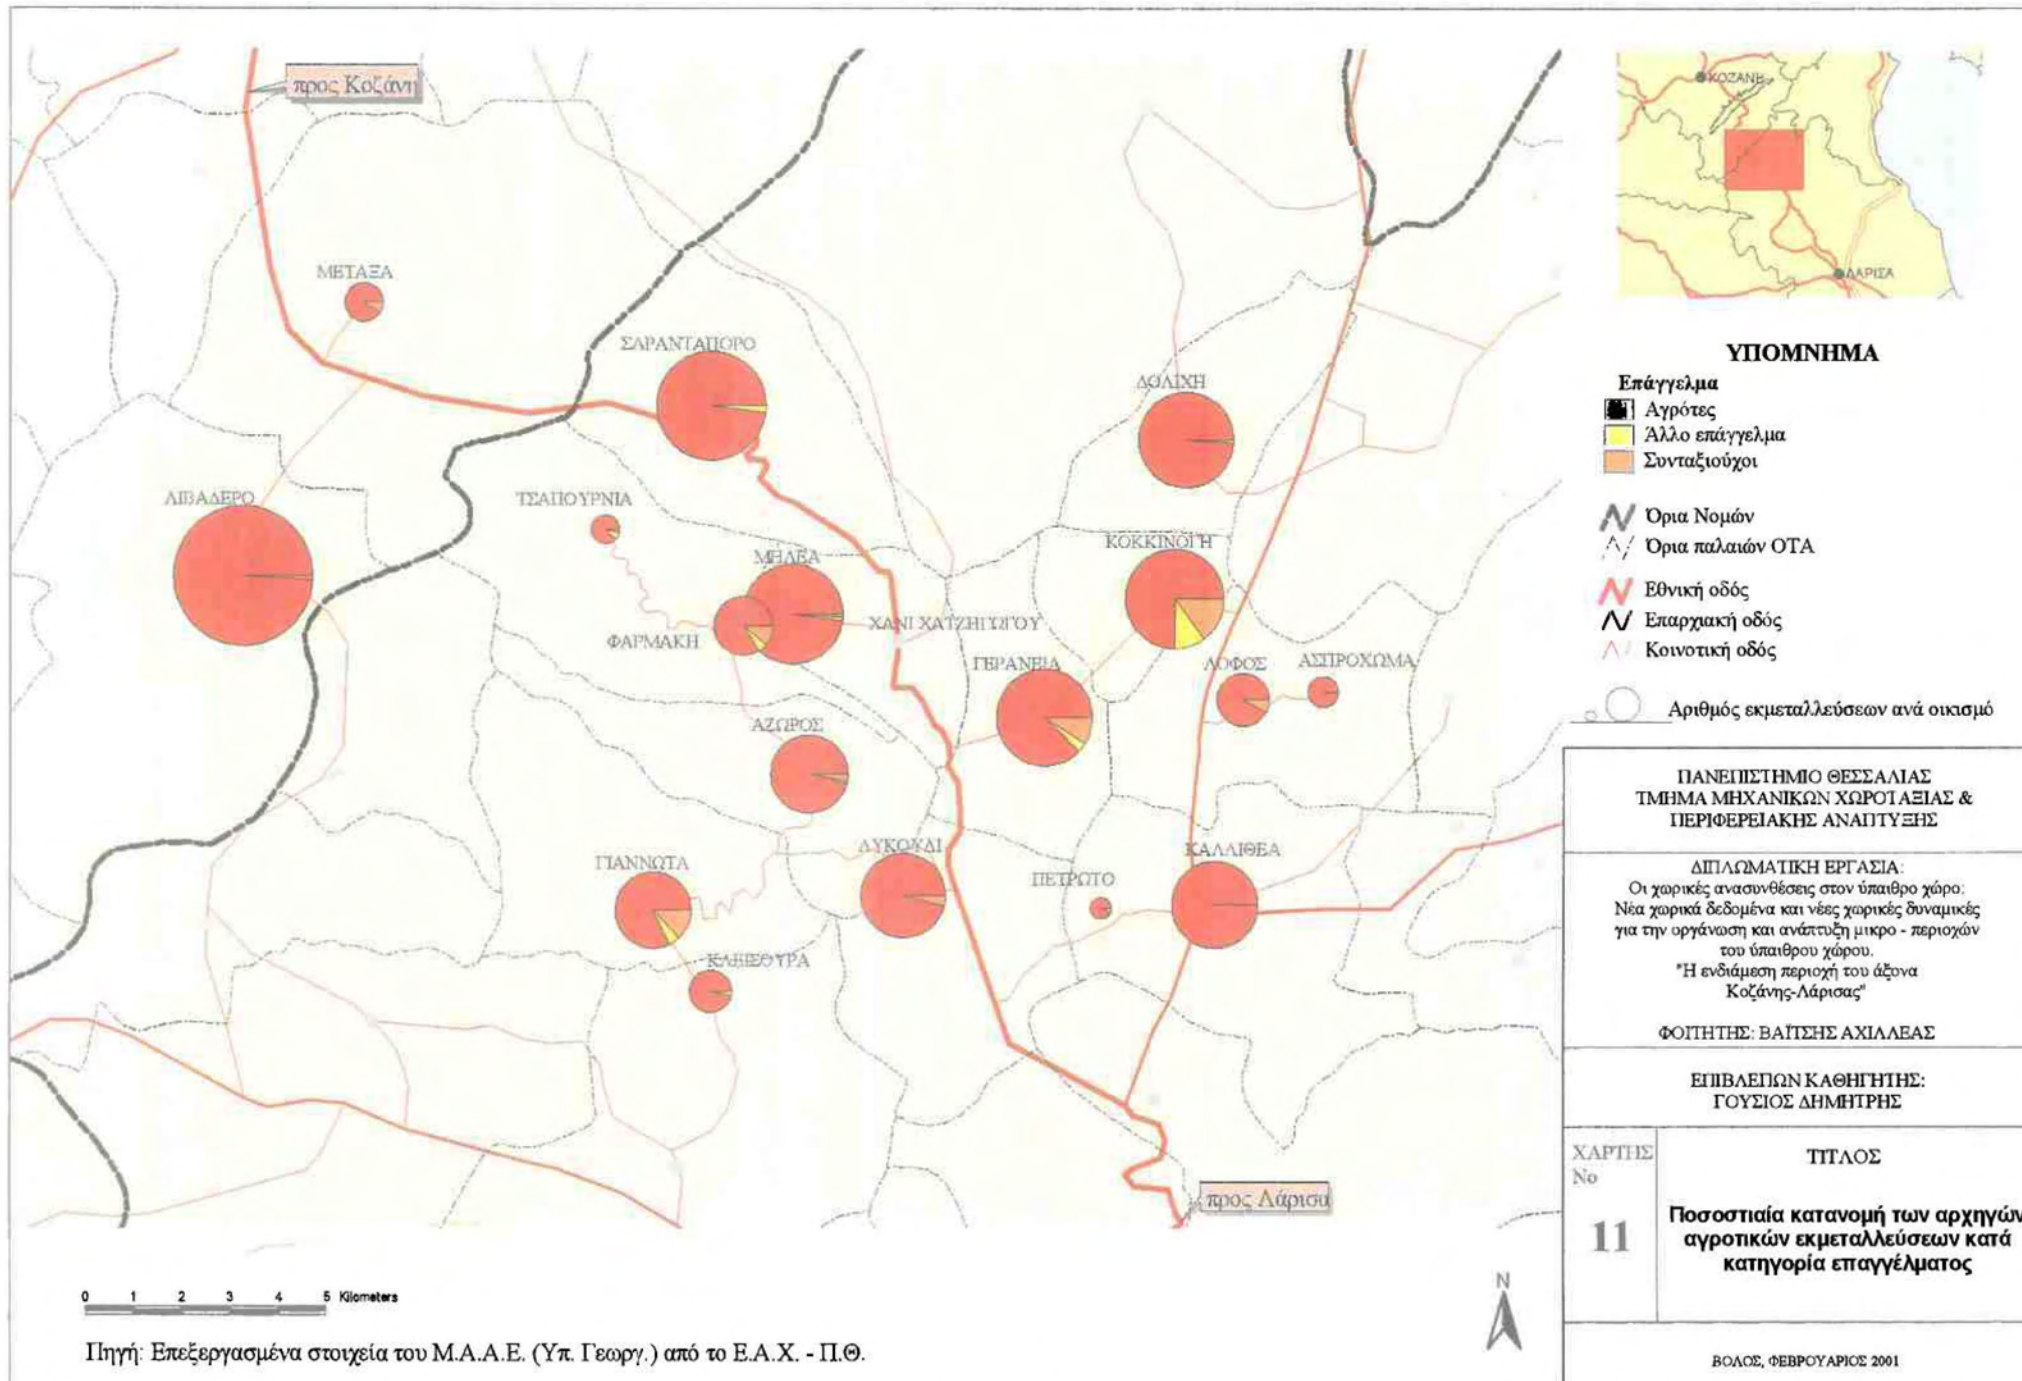 προς Κοζάνη
ΜΕΤΑΞΑ
ΣΑΡΑΝΤΑΠΟΡΟ
ΔΟΛΙΧΗ
ΛΙΒΑΔΕΡΟ
ΤΣΑΠΟΥΡΝΙΑ
ΜΗΛΕΑ
ΚΟΚΚΙΝΟΓΗ
ΦΑΡΜΑΚΗ
ΧΑΝΙ ΧΑΤΖΗΓΩΓΟΥ
ΓΕΡΑΝΕΙΑ
ΛΟΦΟΣ
ΑΣΠΡΟΧΩΜΑ
ΑΖΩΡΟΣ
ΓΙΑΝΝΩΤΑ
ΛΥΚΟΥΔΙ
ΠΕΤΡΩΤΟ
ΚΑΛΛΙΘΕΑ
ΚΛΕΙΣΟΥΡΑ
προς Λάρισα
0 1 2 3 4 5 Kilometers
Πηγή: Επεξεργασμένα στοιχεία του Μ.Α.Α.Ε. (Υπ. Γεωργ.) από το Ε.Α.Χ. - Π.Θ.
N
ΚΟΖΑΝΗ
ΛΑΡΙΣΑ
ΥΠΟΜΝΗΜΑ
Επάγγελμα
Αγρότες
Άλλο επάγγελμα
Συνταξιούχοι
Όρια Νομών
Όρια παλαιών ΟΤΑ
Εθνική οδός
Επαρχιακή οδός
Κοινοτική οδός
Αριθμός εκμεταλλεύσεων ανά οικισμό
ΠΑΝΕΠΙΣΤΗΜΙΟ ΘΕΣΣΑΛΙΑΣ
ΤΜΗΜΑ ΜΗΧΑΝΙΚΩΝ ΧΩΡΟΤΑΞΙΑΣ &
ΠΕΡΙΦΕΡΕΙΑΚΗΣ ΑΝΑΠΤΥΞΗΣ
ΔΙΠΛΩΜΑΤΙΚΗ ΕΡΓΑΣΙΑ:
Οι χωρικές ανασυνθέσεις στον ύπαιθρο χώρο:
Νέα χωρικά δεδομένα και νέες χωρικές δυναμικές
για την οργάνωση και ανάπτυξη μικρο - περιοχών
του ύπαιθρου χώρου.
"Η ενδιάμεση περιοχή του άξονα
Κοζάνης-Λάρισας"
ΦΟΙΤΗΤΗΣ: ΒΑΪΤΣΗΣ ΑΧΙΛΛΕΑΣ
ΕΠΙΒΛΕΠΩΝ ΚΑΘΗΓΗΤΗΣ:
ΓΟΥΣΙΟΣ ΔΗΜΗΤΡΗΣ
ΧΑΡΤΗΣ
Νο
11
ΤΙΤΛΟΣ
Ποσοστιαία κατανομή των αρχηγών
αγροτικών εκμεταλλεύσεων κατά
κατηγορία επαγγέλματος
ΒΟΛΟΣ, ΦΕΒΡΟΥΑΡΙΟΣ 2001